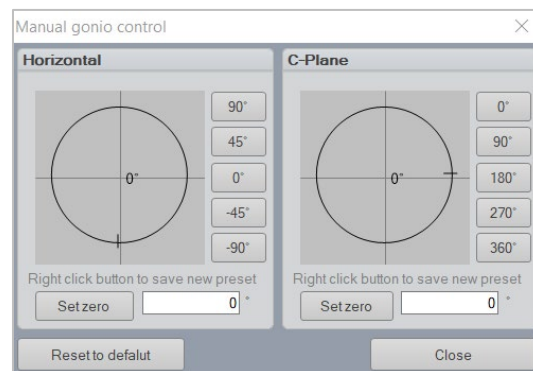 Manual gonio control
Horizontal
0°
90°
45°
0°
-45°
-90°
Right click button to save new preset
Set zero
0 °
C-Plane
0°
0°
90°
180°
270°
360°
Right click button to save new preset
Set zero
0 °
Reset to defalut
Close